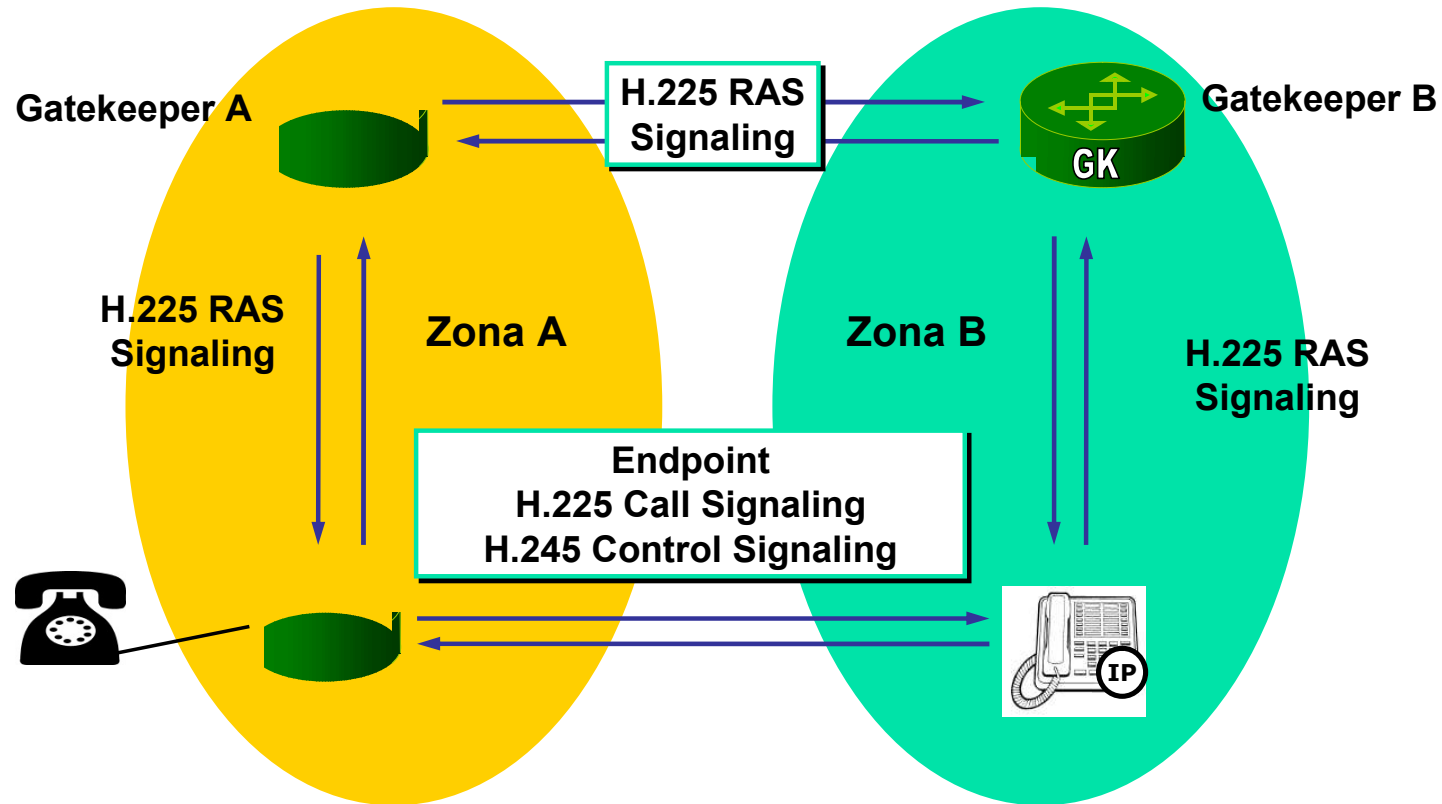 Gatekeeper A
H.225 RAS
Signaling
Gatekeeper B
GK
H.225 RAS
Signaling
Zona A
Zona B
H.225 RAS
Signaling
Endpoint
H.225 Call Signaling
H.245 Control Signaling
IP